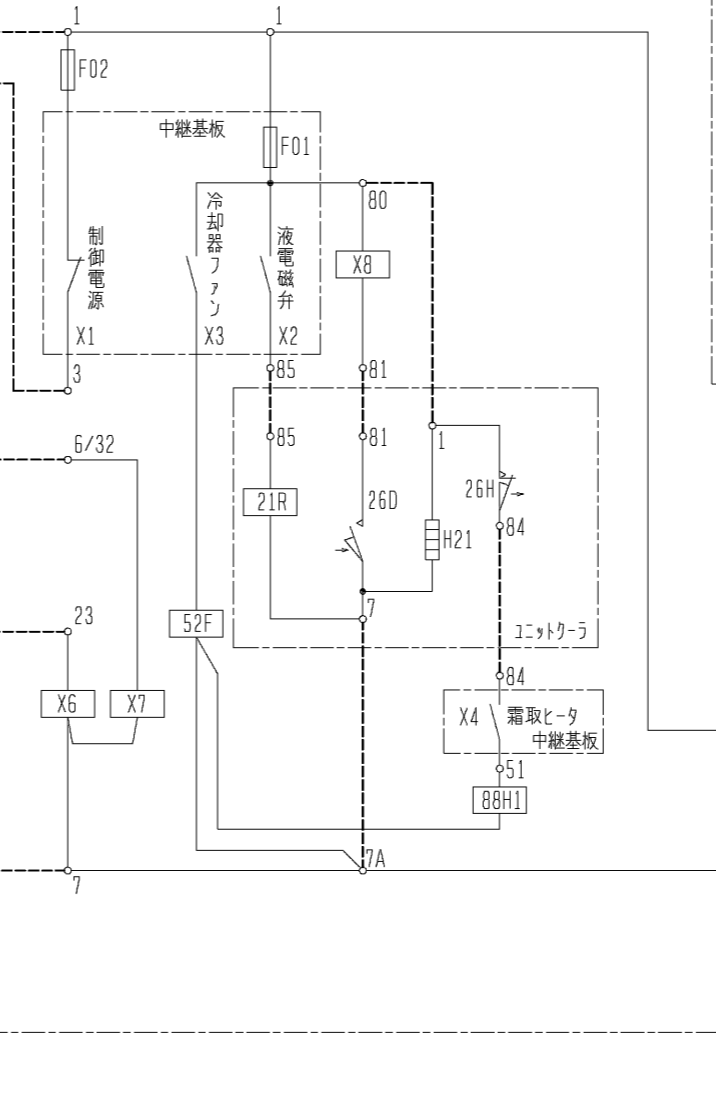 1
1
F02
中継基板
F01
80
冷却器ファン
制御電源
液電磁弁
X8
X1
X3
X2
85
81
3
85
81
1
6/32
26H
21R
26D
84
H21
7
23
52F
ユニットクーラ
84
X6
X7
X4
霜取ヒータ
中継基板
51
88H1
7A
7